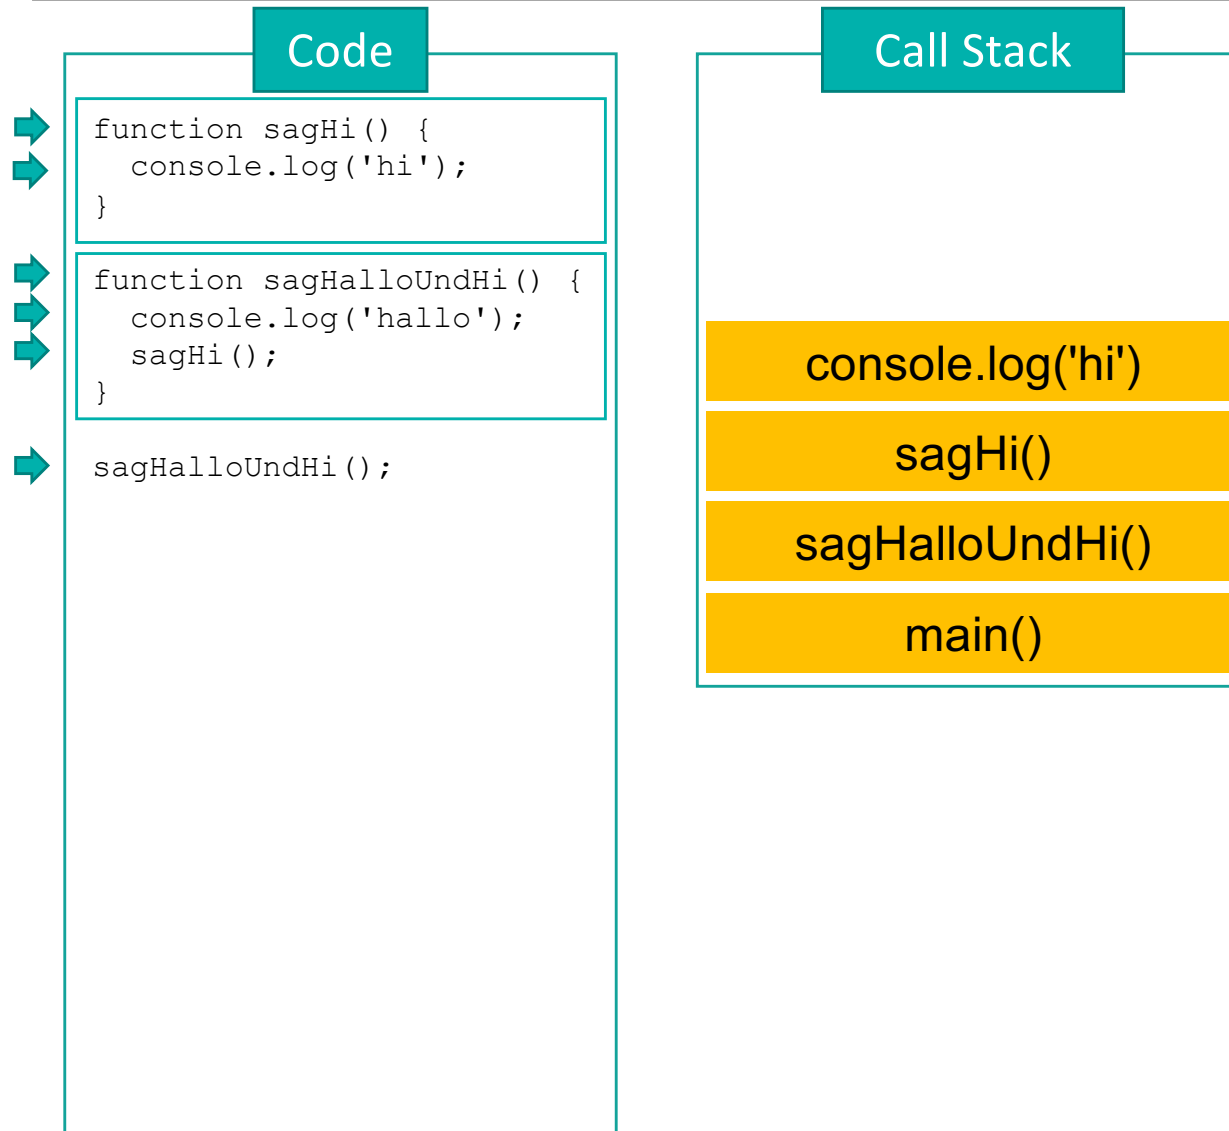 Code
function sagHi() {
  console.log('hi');
}
function sagHalloUndHi() {
  console.log('hallo');
  sagHi();
}
sagHalloUndHi();
Call Stack
console.log('hi')
sagHi()
sagHalloUndHi()
main()